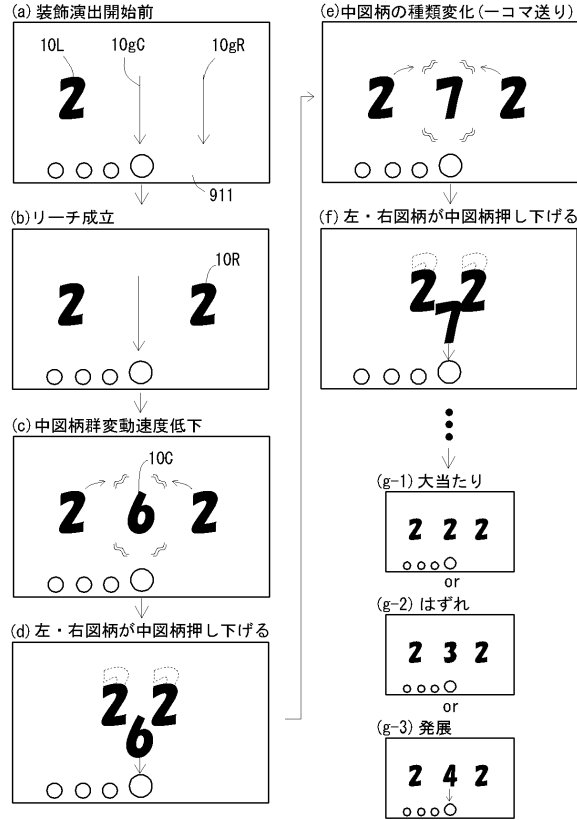 (a) 装飾演出開始前
10L 10gC 10gR
2
911
(b) リーチ成立
10R
2 2
(c) 中図柄群変動速度低下
10C
2 6 2
(d) 左・右図柄が中図柄押し下げる
2 2
6
(e) 中図柄の種類変化(一コマ送り)
2 7 2
(f) 左・右図柄が中図柄押し下げる
2 2
7
(g-1) 大当たり
2 2 2
or
(g-2) はずれ
2 3 2
or
(g-3) 発展
2 4 2